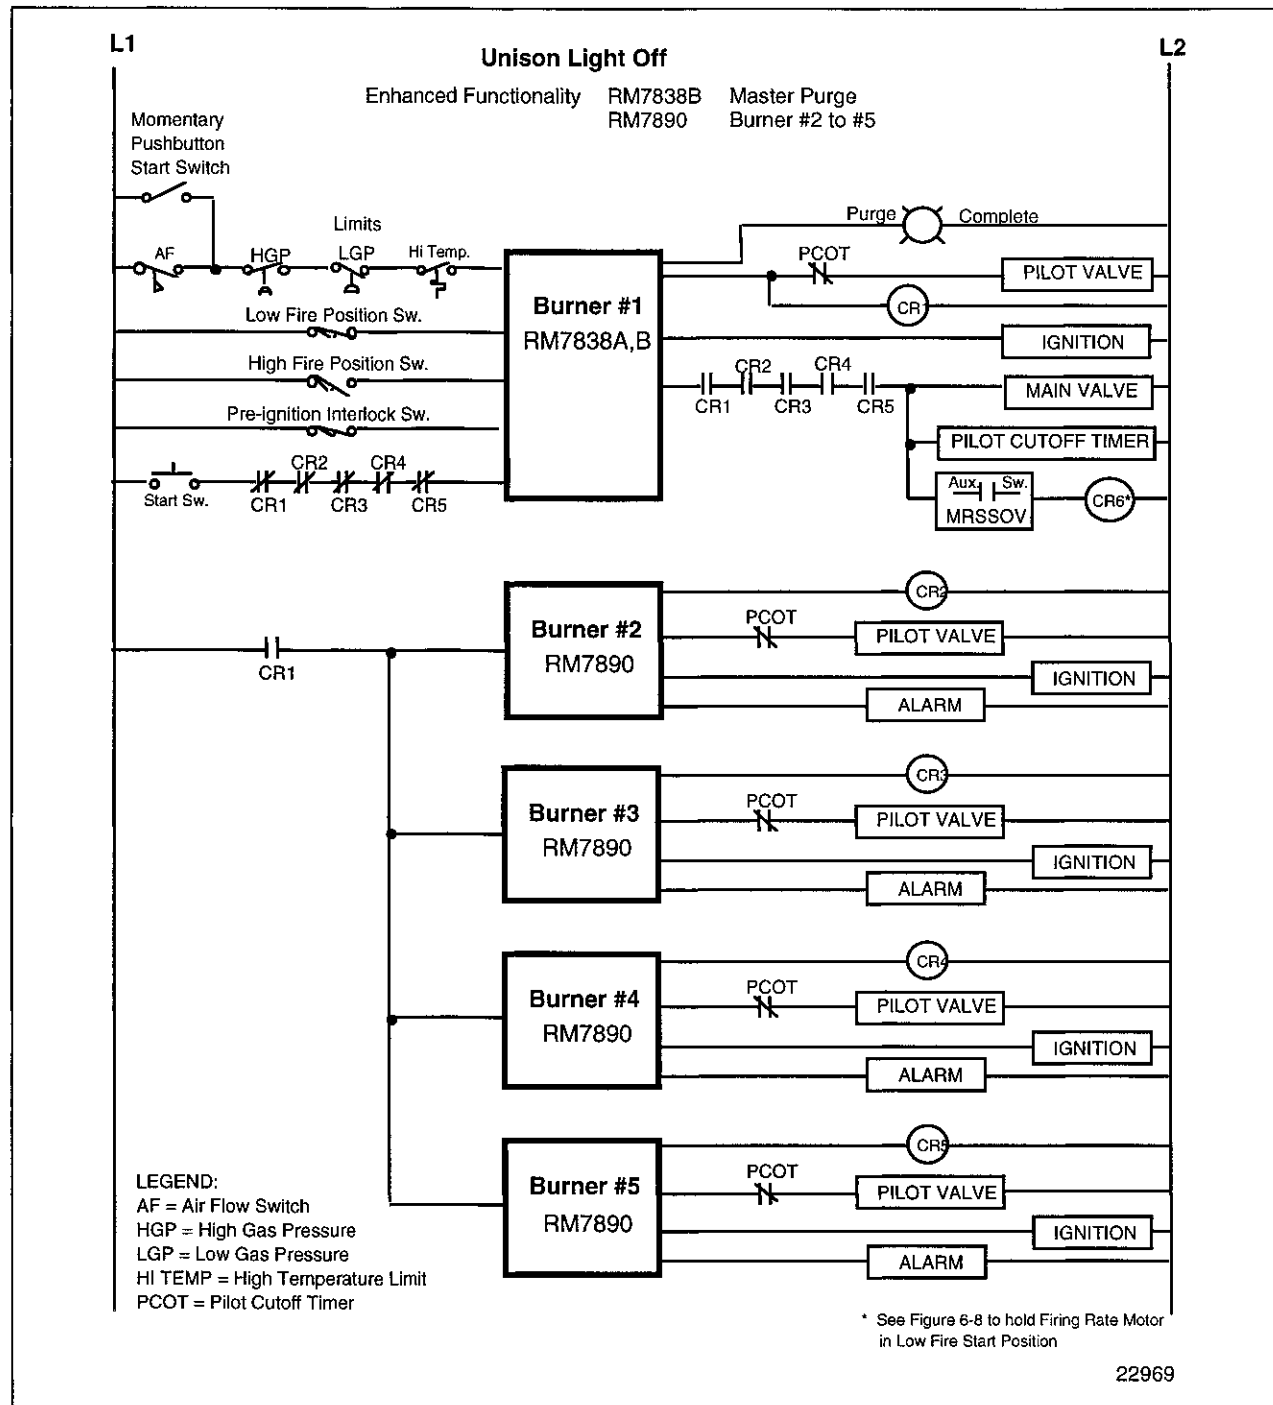 L1
L2
Unison Light Off
Enhanced Functionality RM7838B Master Purge
RM7890 Burner #2 to #5
Momentary
Pushbutton
Start Switch
Limits
AF
HGP
LGP
Hi Temp.
Low Fire Position Sw.
High Fire Position Sw.
Pre-ignition Interlock Sw.
Start Sw.
CR1
CR2
CR3
CR4
CR5
Burner #1
RM7838A,B
Purge Complete
PCOT
PILOT VALVE
CR
IGNITION
CR1
CR2
CR3
CR4
CR5
MAIN VALVE
PILOT CUTOFF TIMER
Aux. Sw.
MRSSOV
CR6*
CR1
Burner #2
RM7890
CR2
PCOT
PILOT VALVE
IGNITION
ALARM
Burner #3
RM7890
CR3
PCOT
PILOT VALVE
IGNITION
ALARM
Burner #4
RM7890
CR4
PCOT
PILOT VALVE
IGNITION
ALARM
Burner #5
RM7890
CR5
PCOT
PILOT VALVE
IGNITION
ALARM
LEGEND:
AF = Air Flow Switch
HGP = High Gas Pressure
LGP = Low Gas Pressure
HI TEMP = High Temperature Limit
PCOT = Pilot Cutoff Timer
* See Figure 6-8 to hold Firing Rate Motor
in Low Fire Start Position
22969